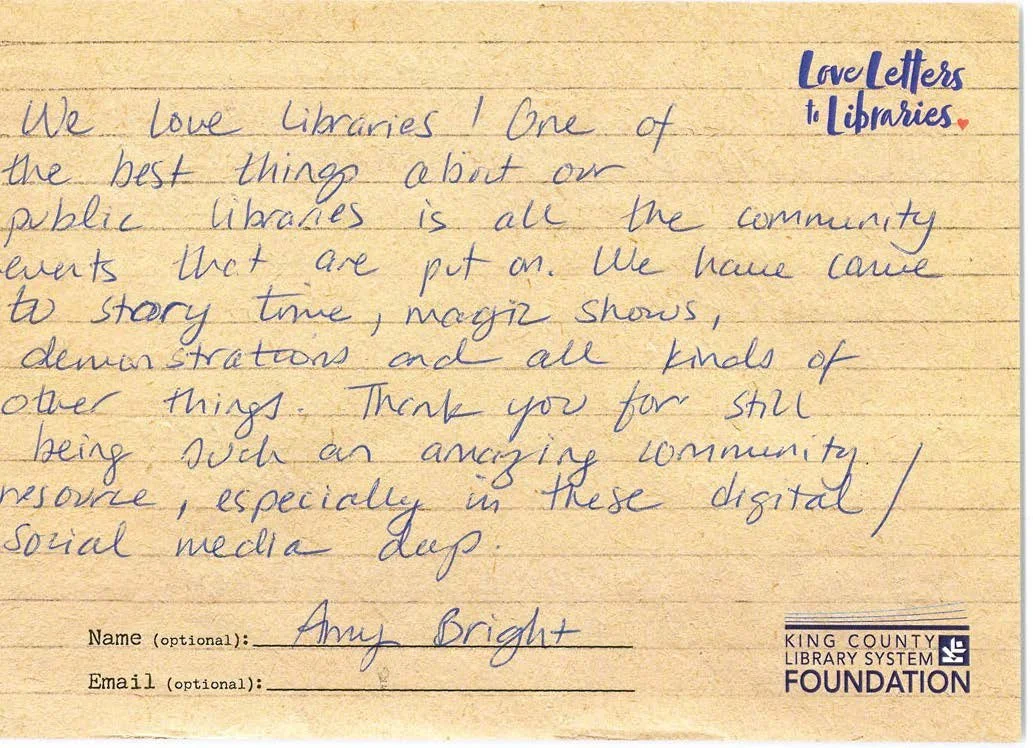 Love Letters
to Libraries
We love libraries! One of
the best things about our
public libraries is all the community
events that are put on. We have came
to story time, magic shows,
demonstrations and all kinds of
other things. Thank you for still
being such an amazing community
resource, especially in these digital/
social media days.
Name (optional): Amy Bright
Email (optional):
KING COUNTY
LIBRARY SYSTEM
FOUNDATION